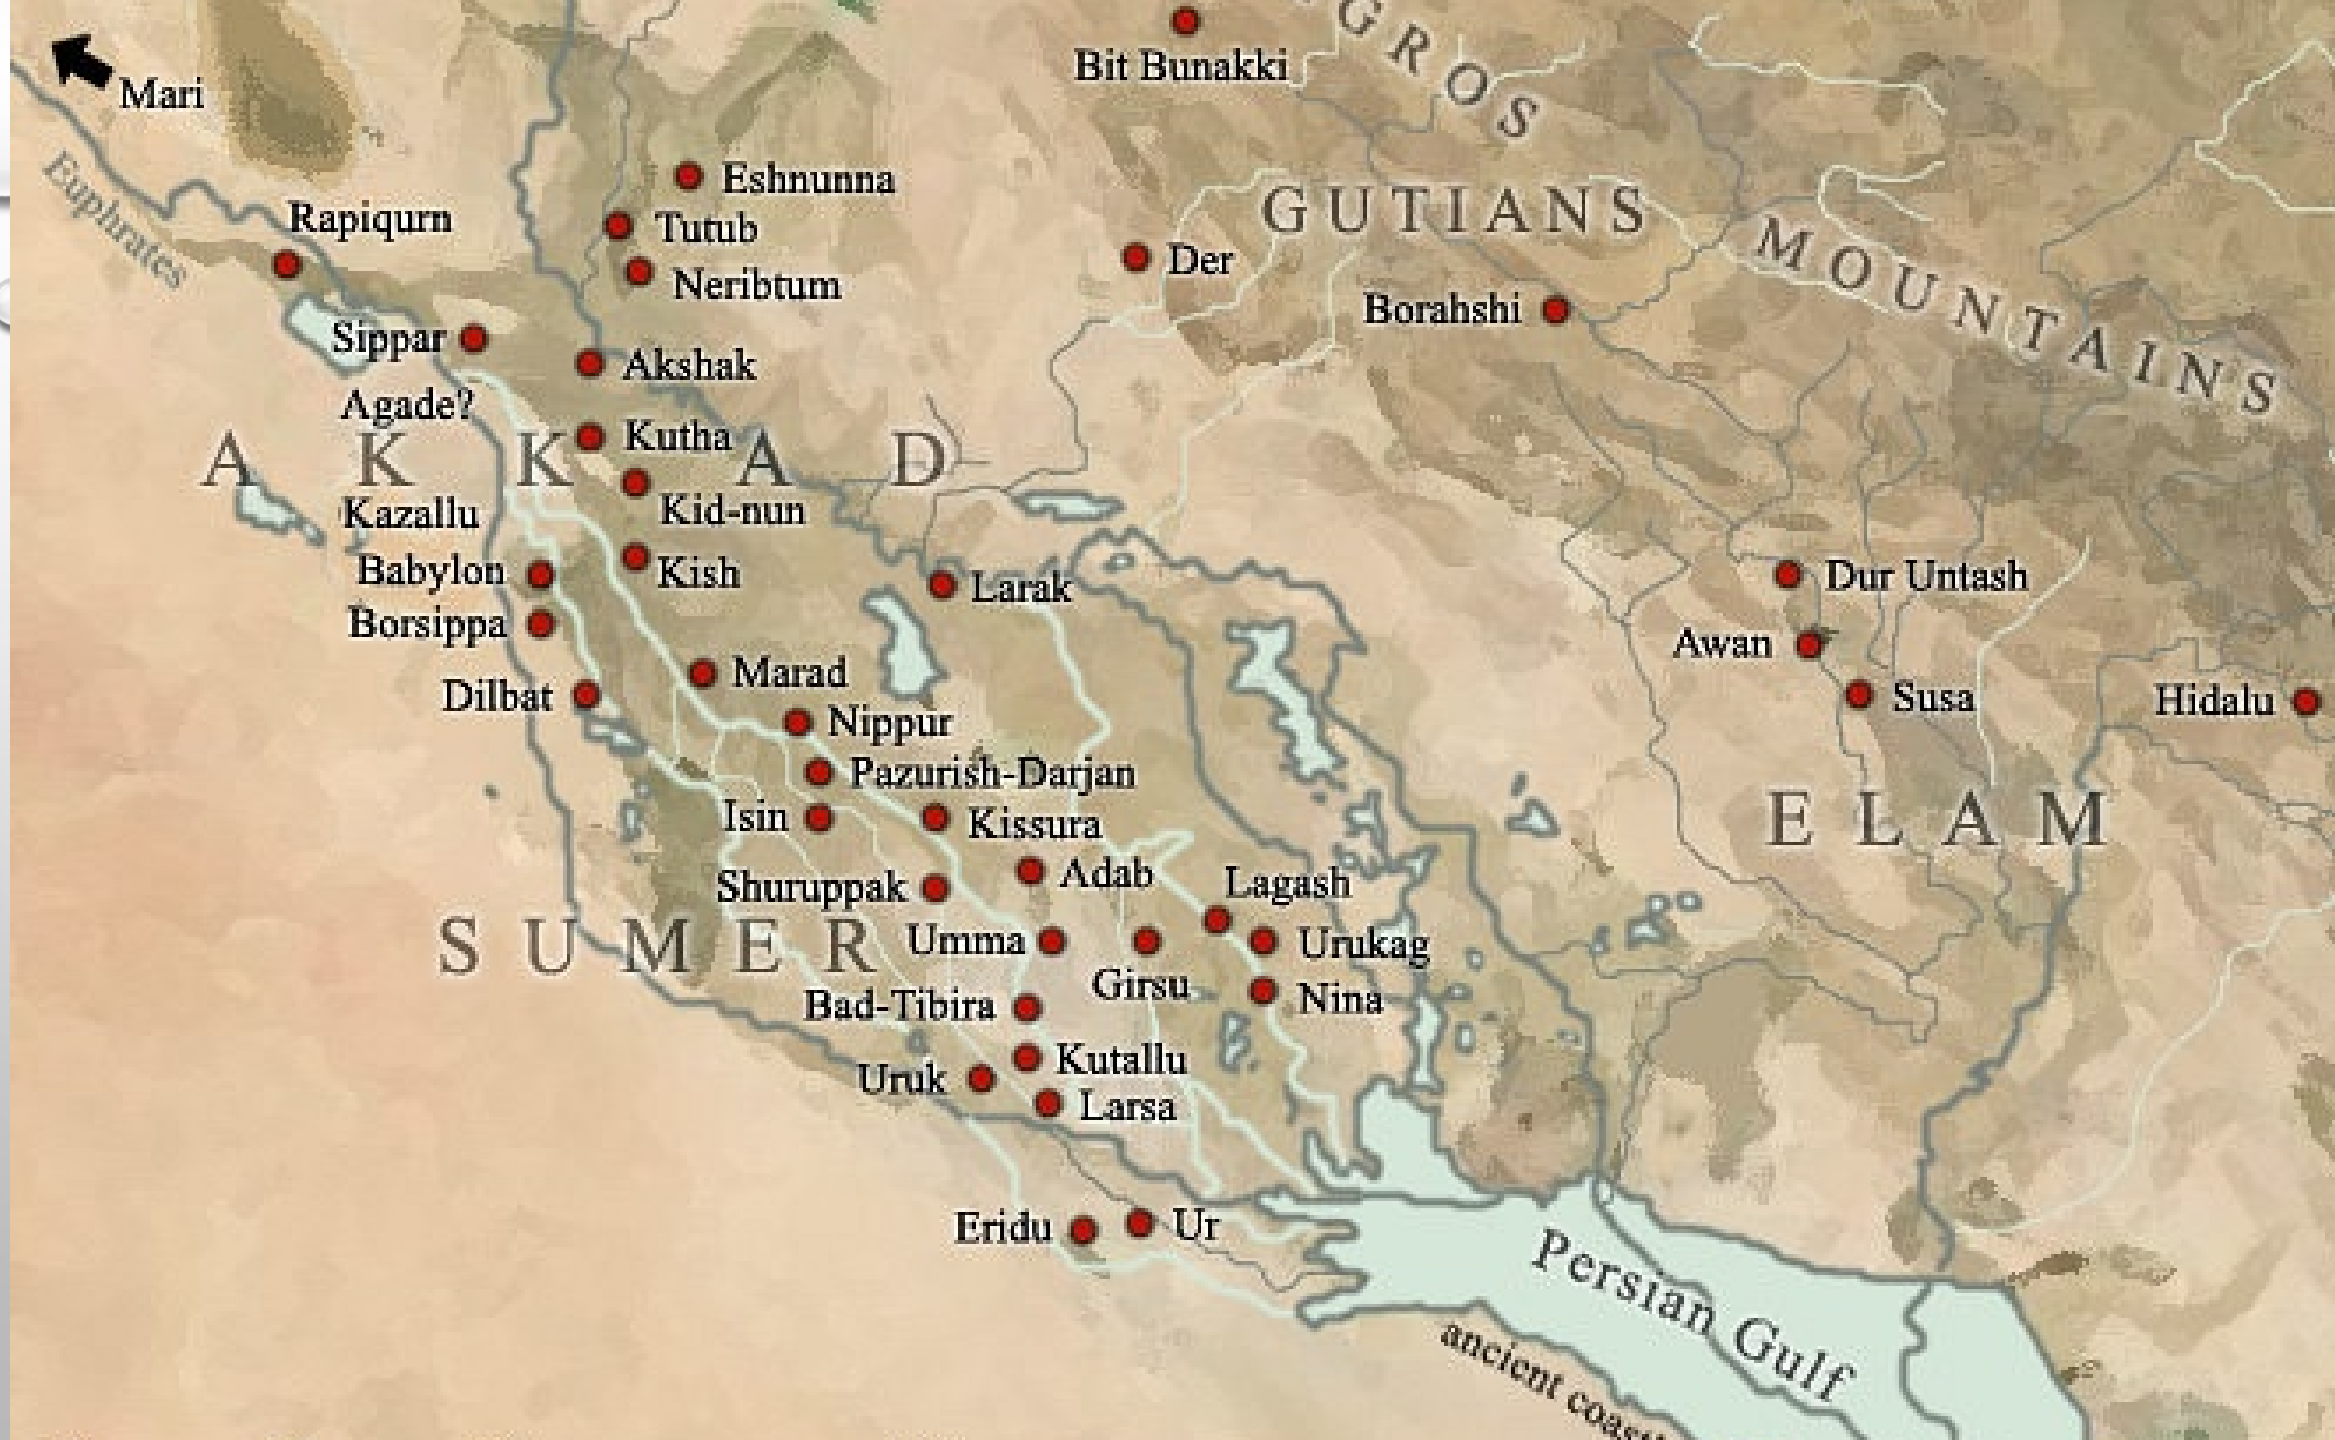 Bit Bunakki
GROS
Mari
Eshnunna
Euphrates
Rapiqurn
Tutub
GUTIANS
MOUNTAINS
Der
Neribtum
Borahshi
Sippar
Akshak
Agade?
Kutha
AKKAD
Kazallu
Kid-nun
Babylon
Kish
Larak
Dur Untash
Borsippa
Awan
Marad
Dilbat
Susa
Hidalu
Nippur
Pazurish-Darjan
Isin
Kissura
ELAM
Adab
Shuruppak
Lagash
SUMER
Umma
Urukag
Girsu
Bad-Tibira
Nina
Kutallu
Uruk
Larsa
Eridu
Ur
Persian Gulf
ancient